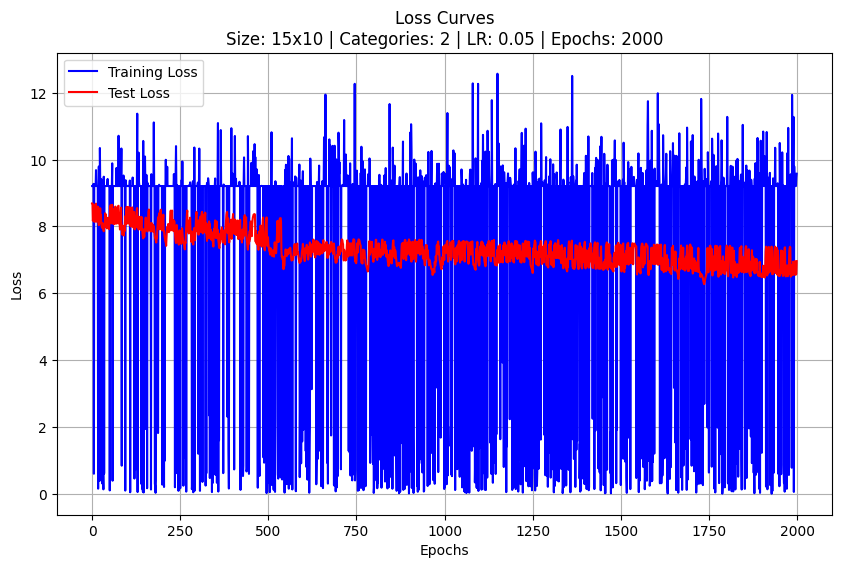 Loss Curves
Size: 15x10 | Categories: 2 | LR: 0.05 | Epochs: 2000
Training Loss
Test Loss
12
10
8
6
4
2
0
Loss
0 250 500 750 1000 1250 1500 1750 2000
Epochs